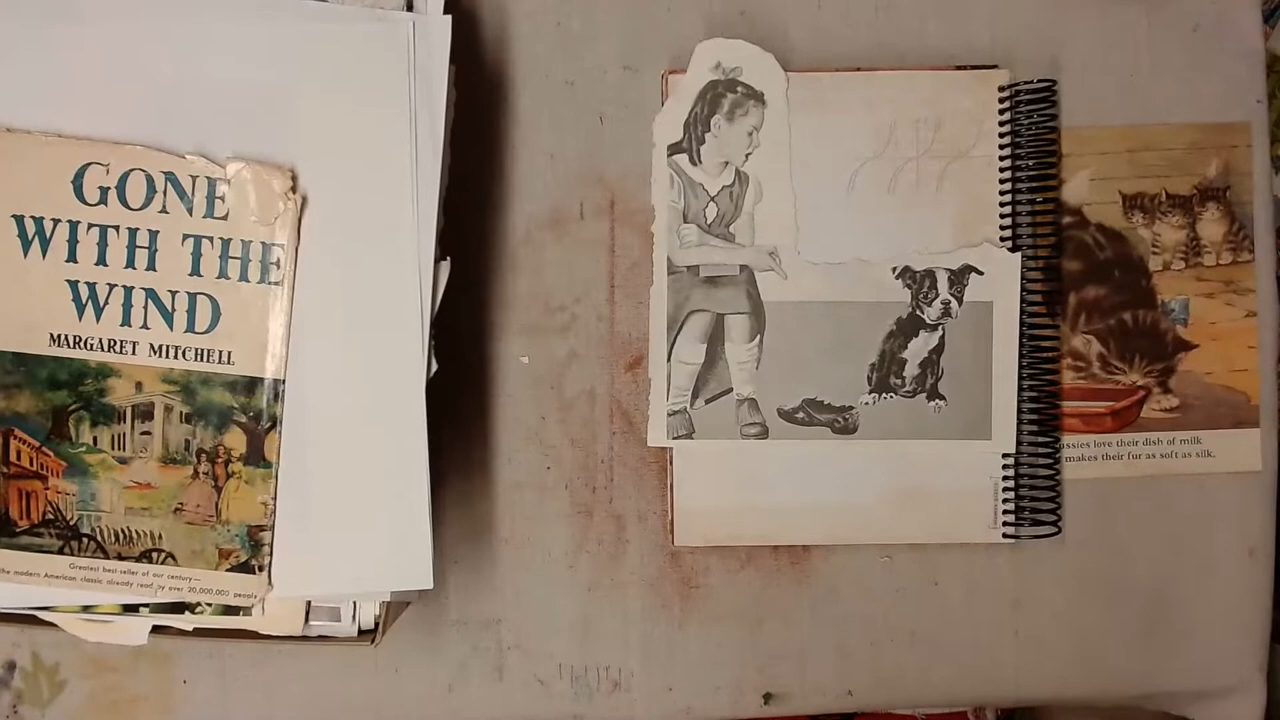 GONE
WITH THE
WIND
MARGARET MITCHELL
Greatest best-seller of our century—
the modern American classic already read by over 20,000,000 people
ussies love their dish of milk
makes their fur as soft as silk.